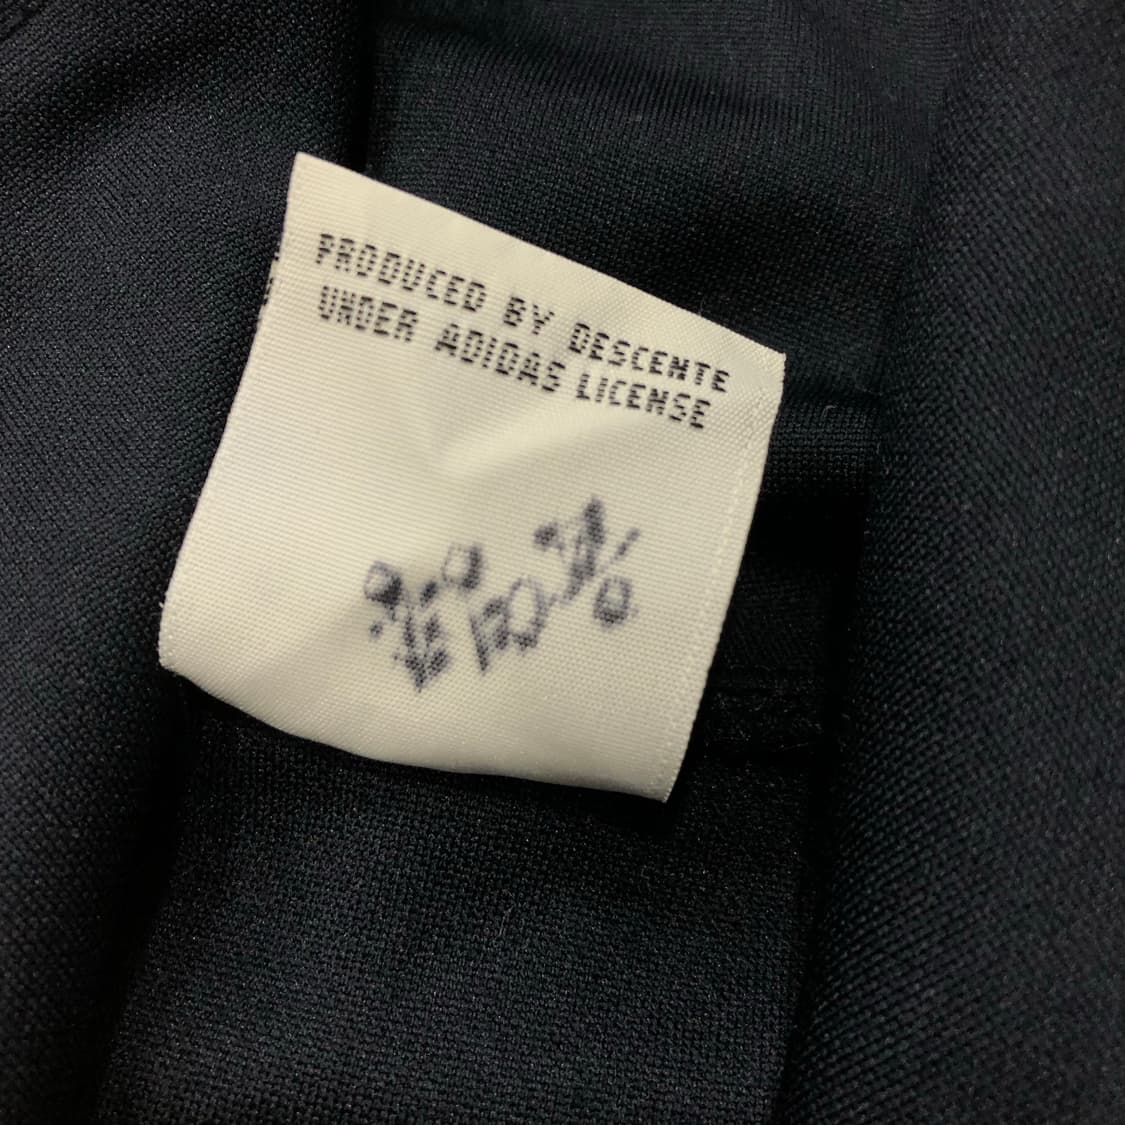 PRODUCED BY DESCENTE
UNDER ADIDAS LICENSE